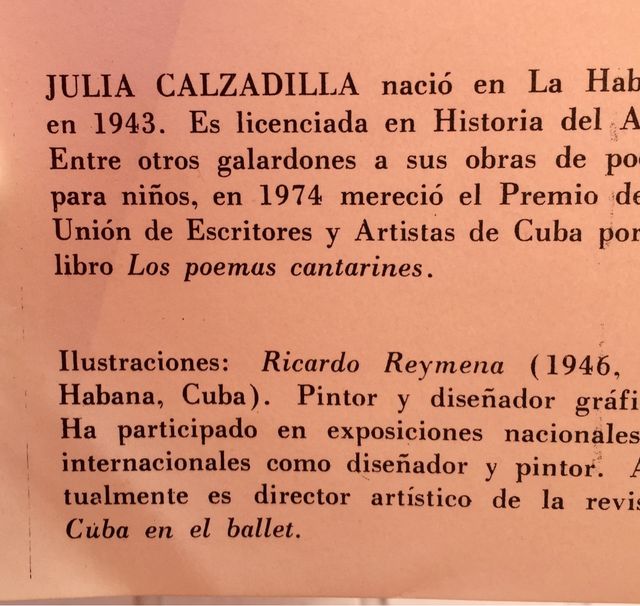 JULIA CALZADILLA nació en La Hab
en 1943. Es licenciada en Historia del A
Entre otros galardones a sus obras de po
para niños, en 1974 mereció el Premio de
Unión de Escritores y Artistas de Cuba por
libro Los poemas cantarines.
Ilustraciones: Ricardo Reymena (1946,
Habana, Cuba). Pintor y diseñador gráfi
Ha participado en exposiciones nacionales
internacionales como diseñador y pintor. A
tualmente es director artístico de la revis
Cuba en el ballet.